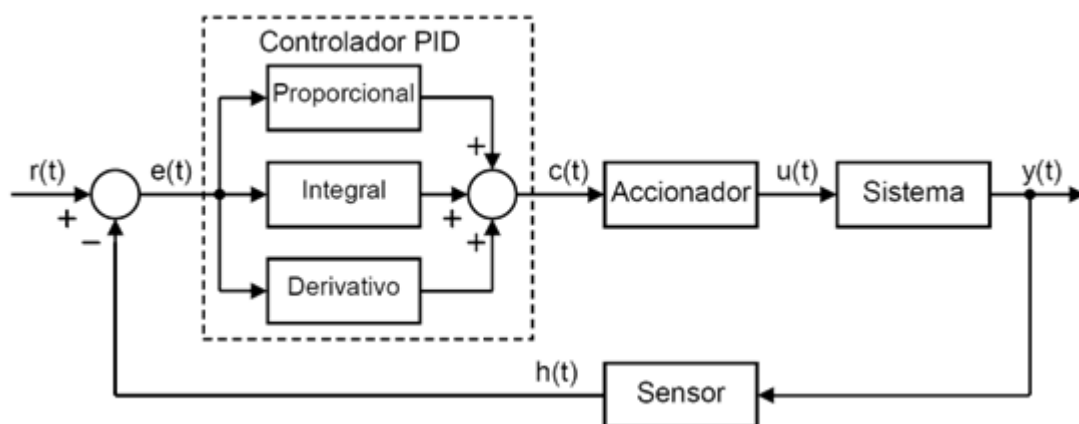 Controlador PID
Proporcional
+
r(t)
e(t)
Integral
c(t)
Accionador
u(t)
Sistema
y(t)
+
+
−
+
Derivativo
h(t)
Sensor